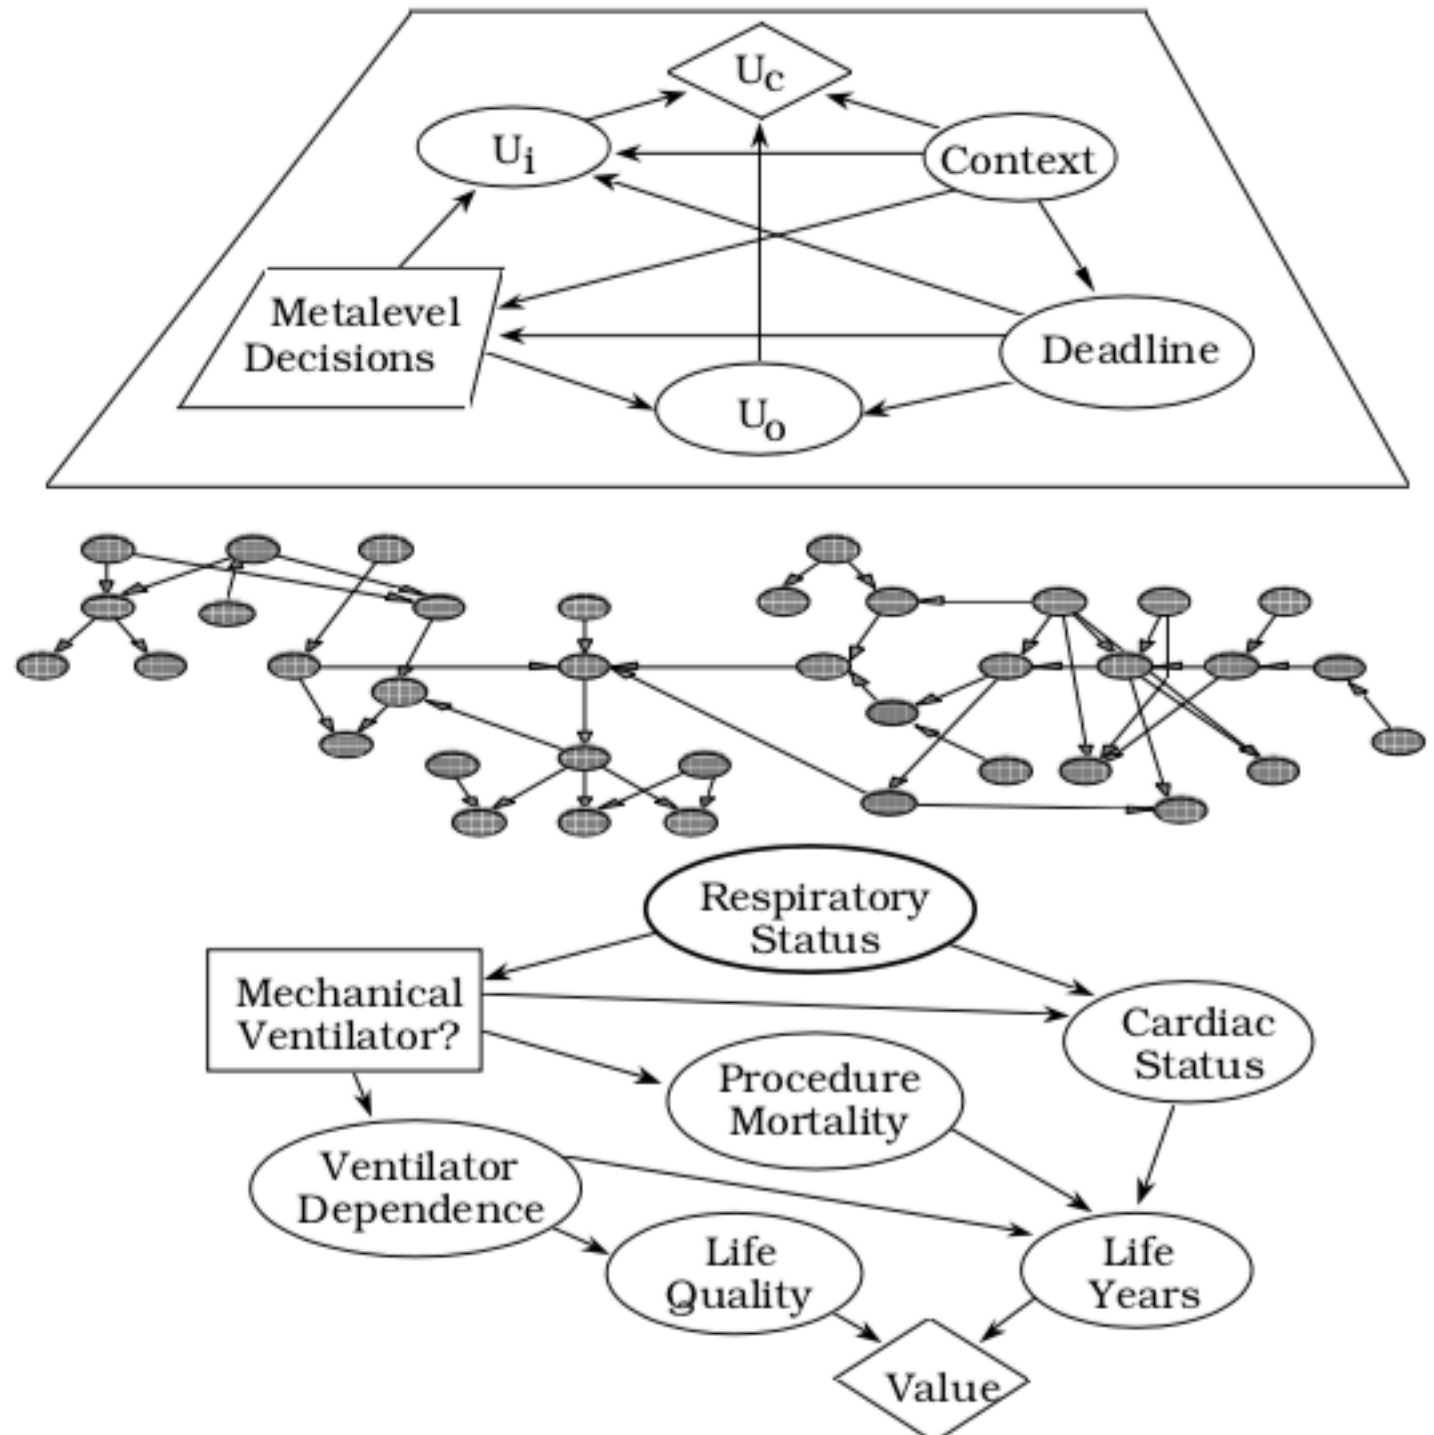 Uc
Ui
Context
Metalevel
Decisions
Deadline
Uo
Respiratory
Status
Mechanical
Ventilator?
Cardiac
Status
Procedure
Mortality
Ventilator
Dependence
Life
Quality
Life
Years
Value